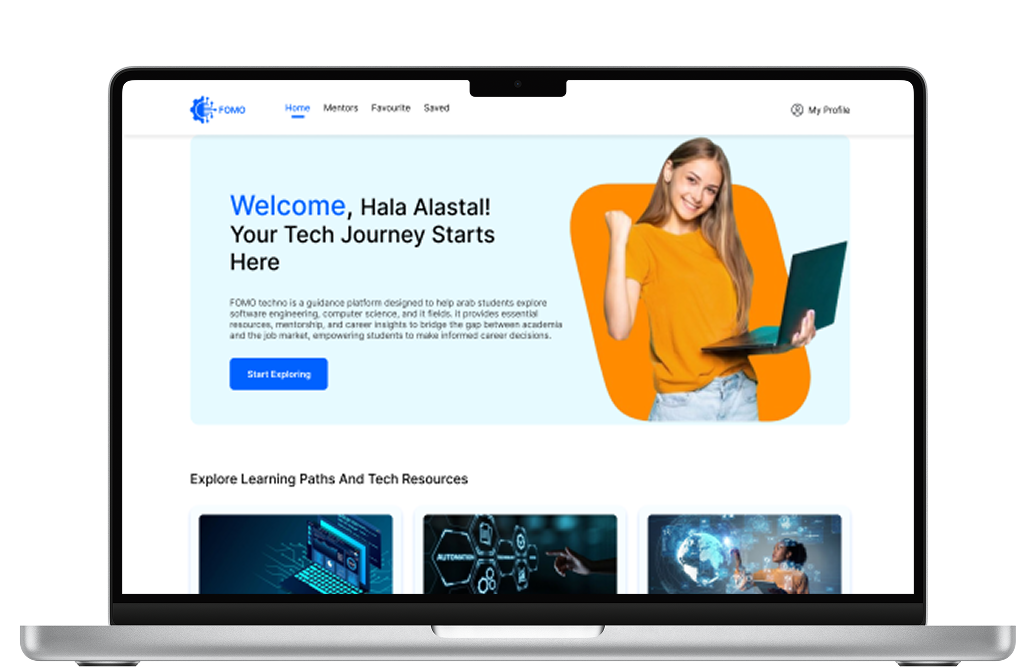 FOMO
Home Mentors Favourite Saved
My Profile
Welcome, Hala Alastal!
Your Tech Journey Starts
Here
FOMO techno is a guidance platform designed to help arab students explore
software engineering, computer science, and it fields. it provides essential
resources, mentorship, and career insights to bridge the gap between academia
and the job market, empowering students to make informed career decisions.
Start Exploring
Explore Learning Paths And Tech Resources
AUTOMATION